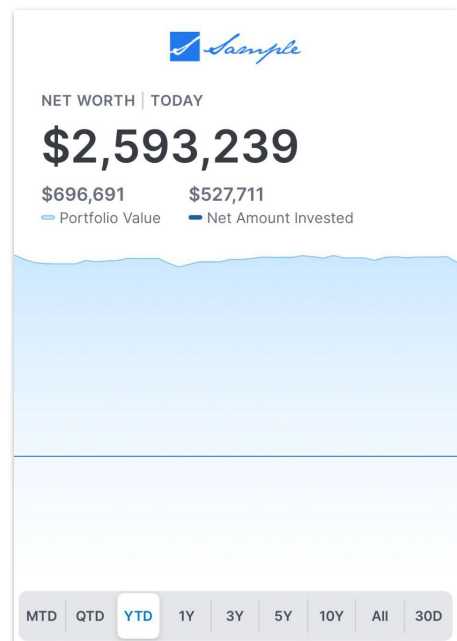 Sample
NET WORTH | TODAY
$2,593,239
$696,691 $527,711
Portfolio Value Net Amount Invested
MTD QTD YTD 1Y 3Y 5Y 10Y All 30D